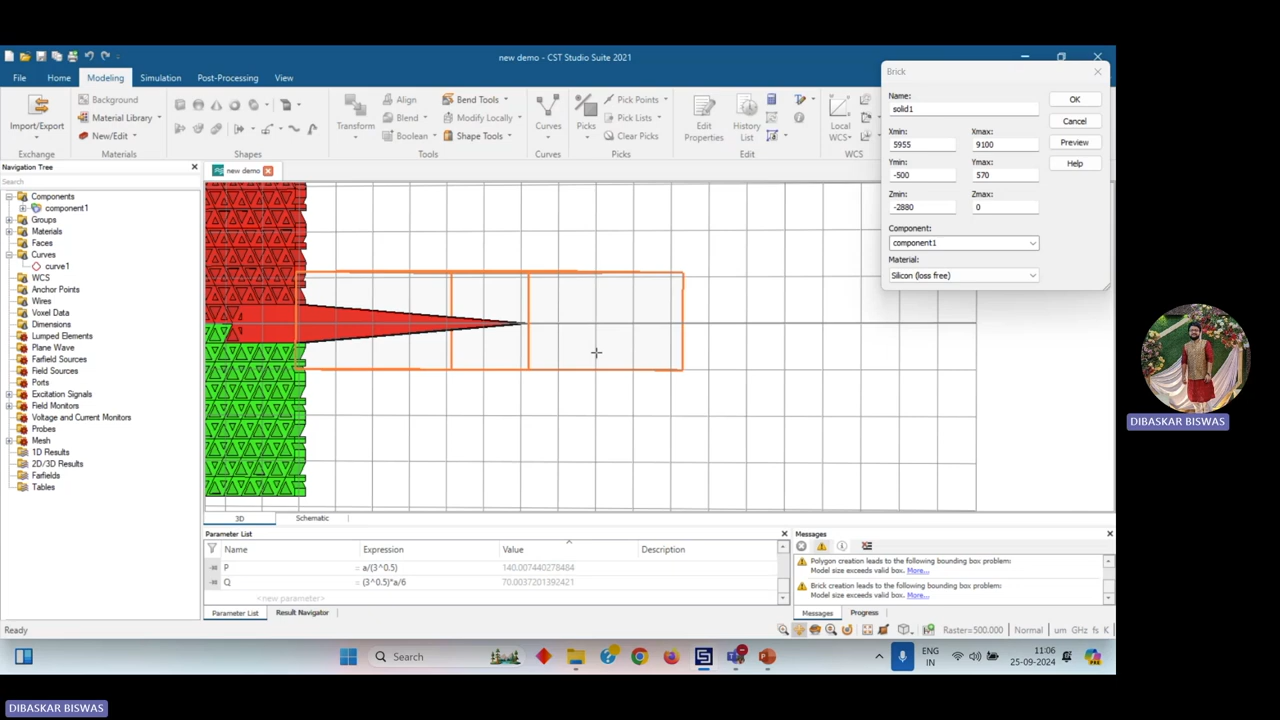 new demo - CST Studio Suite 2021
File Home Modeling Simulation Post-Processing View
Import/Export
Exchange
Background
Material Library
New/Edit
Materials
Shapes
Transform
Align
Blend
Boolean
Bend Tools
Modify Locally
Shape Tools
Tools
Curves
Curves
Picks
Pick Points
Pick Lists
Clear Picks
Picks
Edit
Properties
History
List
Edit
Local
WCS
WCS
Brick
Name:
solid1
Xmin: Xmax:
5955 9100
Ymin: Ymax:
-500 570
Zmin: Zmax:
-2880 0
Component:
component1
Material:
Silicon (loss free)
OK
Cancel
Preview
Help
Navigation Tree
Search
Components
component1
Groups
Materials
Faces
Curves
curve1
WCS
Anchor Points
Wires
Voxel Data
Dimensions
Lumped Elements
Plane Wave
Farfield Sources
Field Sources
Ports
Excitation Signals
Field Monitors
Voltage and Current Monitors
Probes
Mesh
1D Results
2D/3D Results
Farfields
Tables
new demo
3D Schematic
Parameter List
Name Expression Value Description
P = a/(3^0.5) 140.007440278484
Q = (3^0.5)*a/6 70.0037201392421
<new parameter>
Parameter List Result Navigator
Messages
Polygon creation leads to the following bounding box problem:
Model size exceeds valid box. More...
Brick creation leads to the following bounding box problem:
Model size exceeds valid box. More...
Messages Progress
Ready
Raster=500.000 Normal um GHz fs K
Search
ENG
IN
11:06
25-09-2024
DIBASKAR BISWAS
DIBASKAR BISWAS